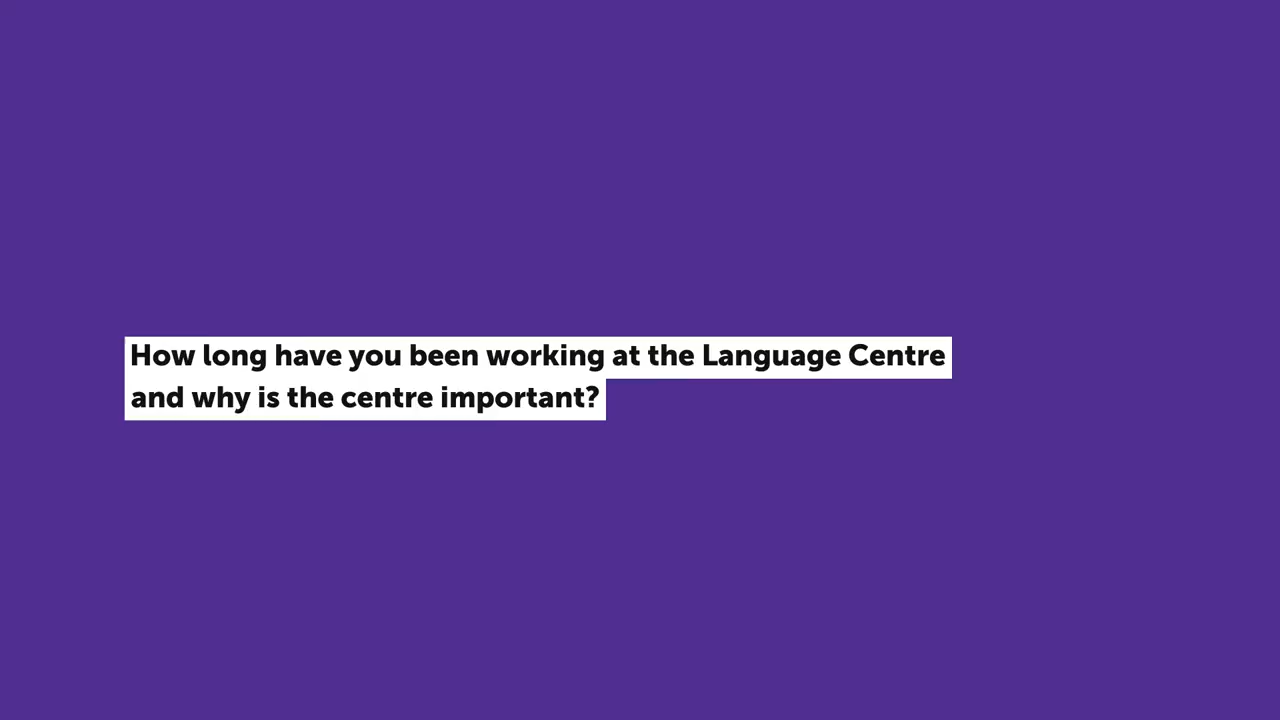 How long have you been working at the Language Centre
and why is the centre important?